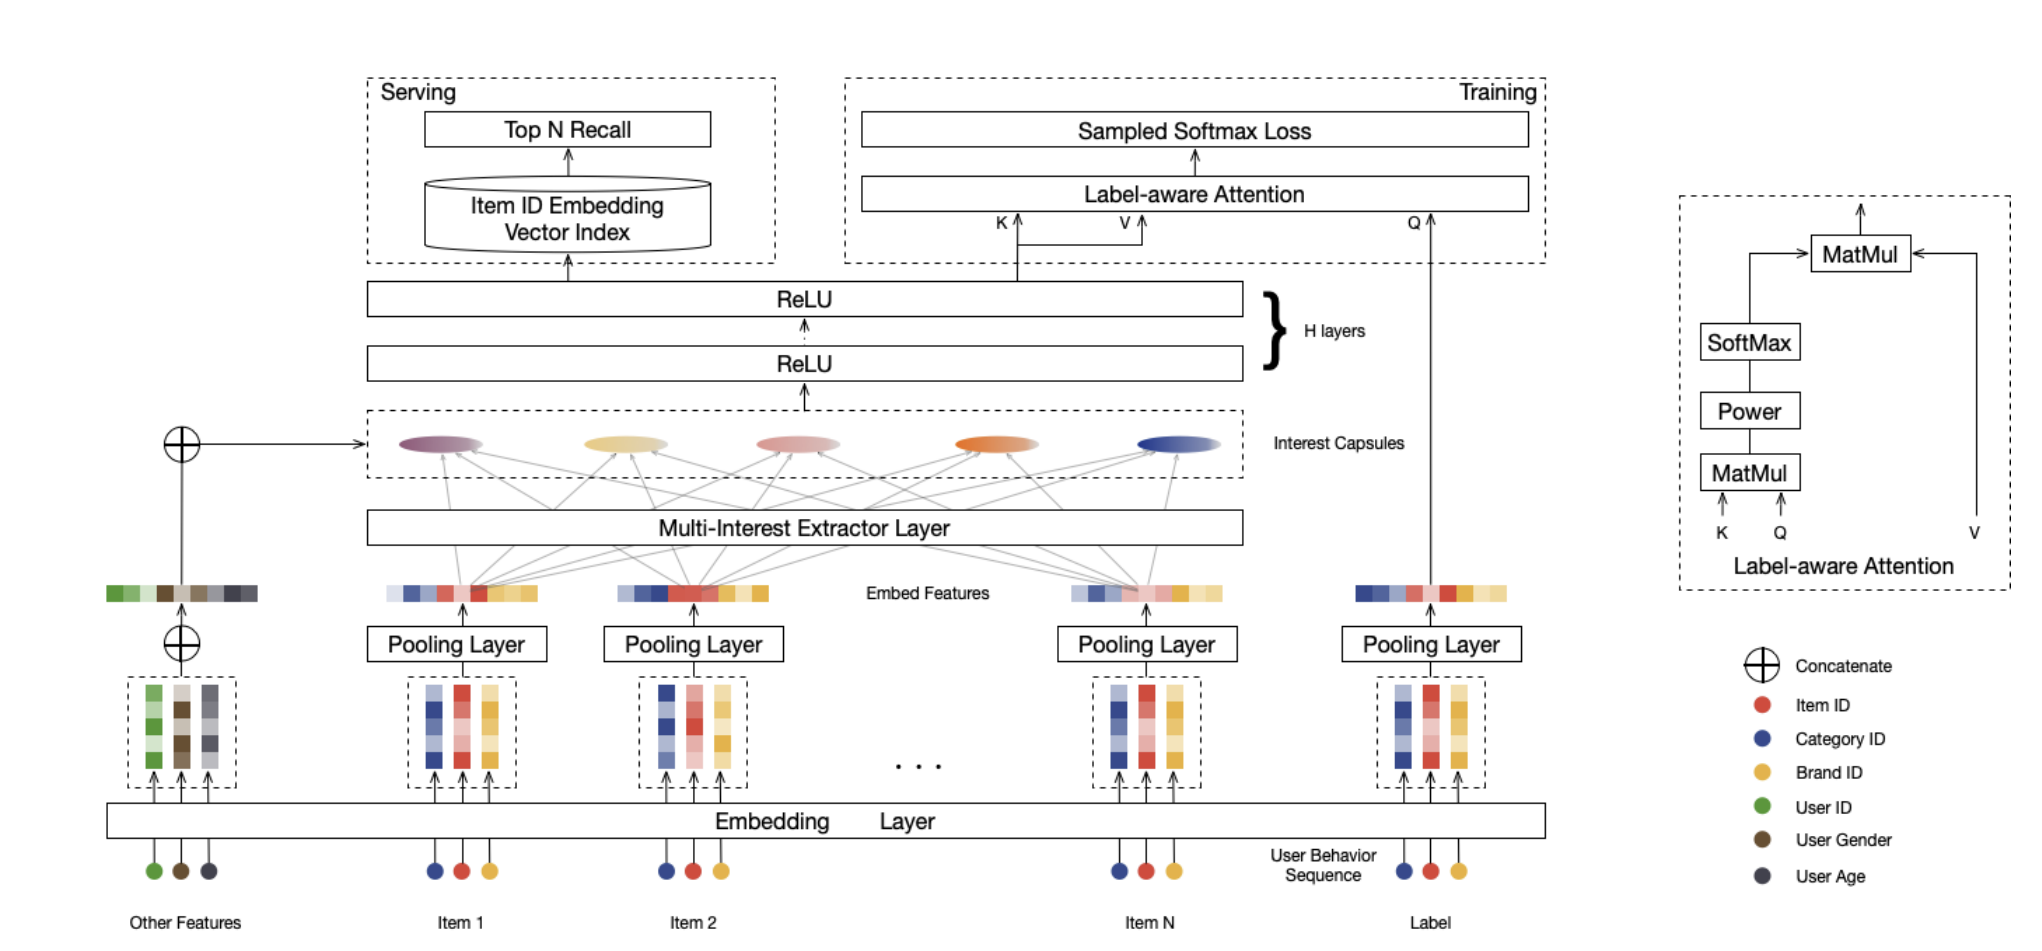 Serving
Training
Top N Recall
Sampled Softmax Loss
Item ID Embedding
Vector Index
Label-aware Attention
K
V
Q
ReLU
H layers
ReLU
Interest Capsules
Multi-Interest Extractor Layer
Embed Features
Pooling Layer
Pooling Layer
Pooling Layer
Pooling Layer
. . .
Embedding Layer
User Behavior
Sequence
Other Features
Item 1
Item 2
Item N
Label
MatMul
SoftMax
Power
MatMul
K
Q
V
Label-aware Attention
Concatenate
Item ID
Category ID
Brand ID
User ID
User Gender
User Age